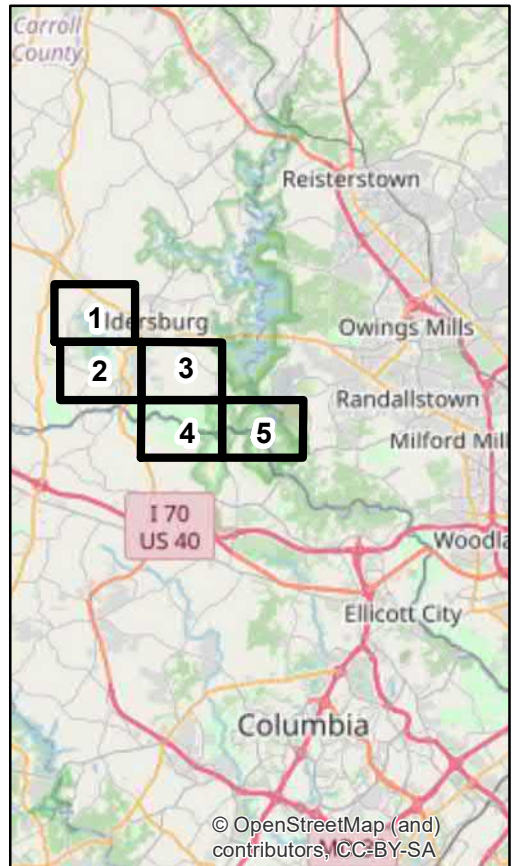 Carroll
County
Reisterstown
1
ldersburg
Owings Mills
2
3
Randallstown
4
5
Milford Mil
I 70
US 40
Woodla
Ellicott City
Columbia
© OpenStreetMap (and)
contributors, CC-BY-SA